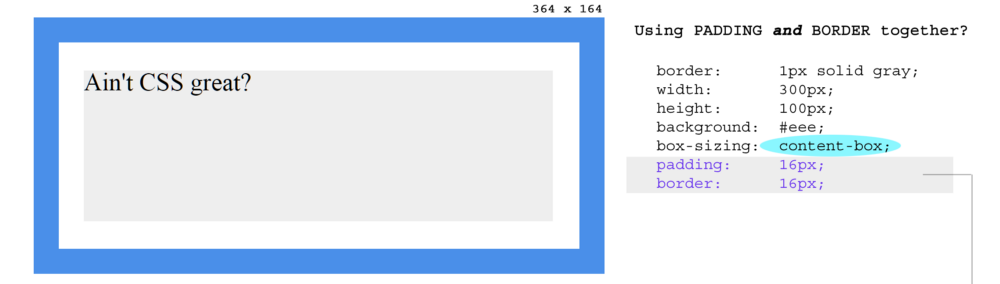 364 x 164
Ain't CSS great?
Using PADDING and BORDER together?
border: 1px solid gray;
width: 300px;
height: 100px;
background: #eee;
box-sizing: content-box;
padding: 16px;
border: 16px;